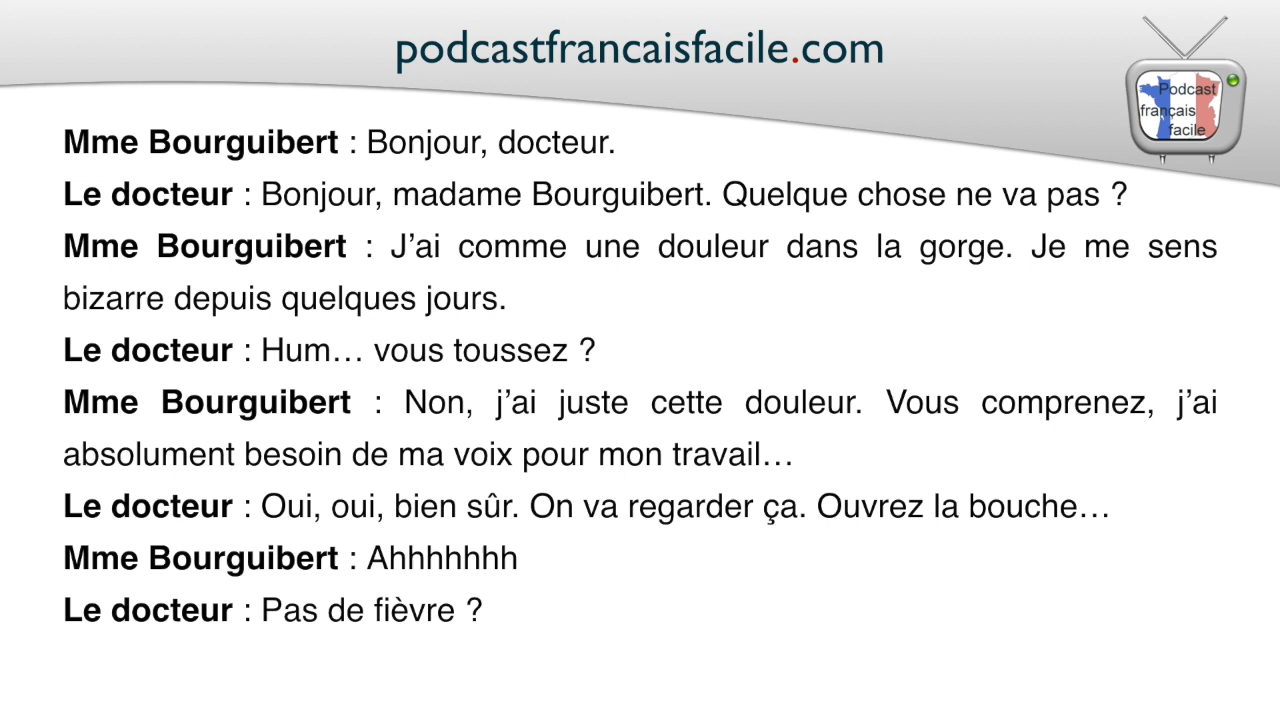 podcastfrancaisfacile.com
Podcast
français
facile
Mme Bourguibert : Bonjour, docteur.
Le docteur : Bonjour, madame Bourguibert. Quelque chose ne va pas ?
Mme Bourguibert : J’ai comme une douleur dans la gorge. Je me sens
bizarre depuis quelques jours.
Le docteur : Hum… vous toussez ?
Mme Bourguibert : Non, j’ai juste cette douleur. Vous comprenez, j’ai
absolument besoin de ma voix pour mon travail…
Le docteur : Oui, oui, bien sûr. On va regarder ça. Ouvrez la bouche…
Mme Bourguibert : Ahhhhhhh
Le docteur : Pas de fièvre ?